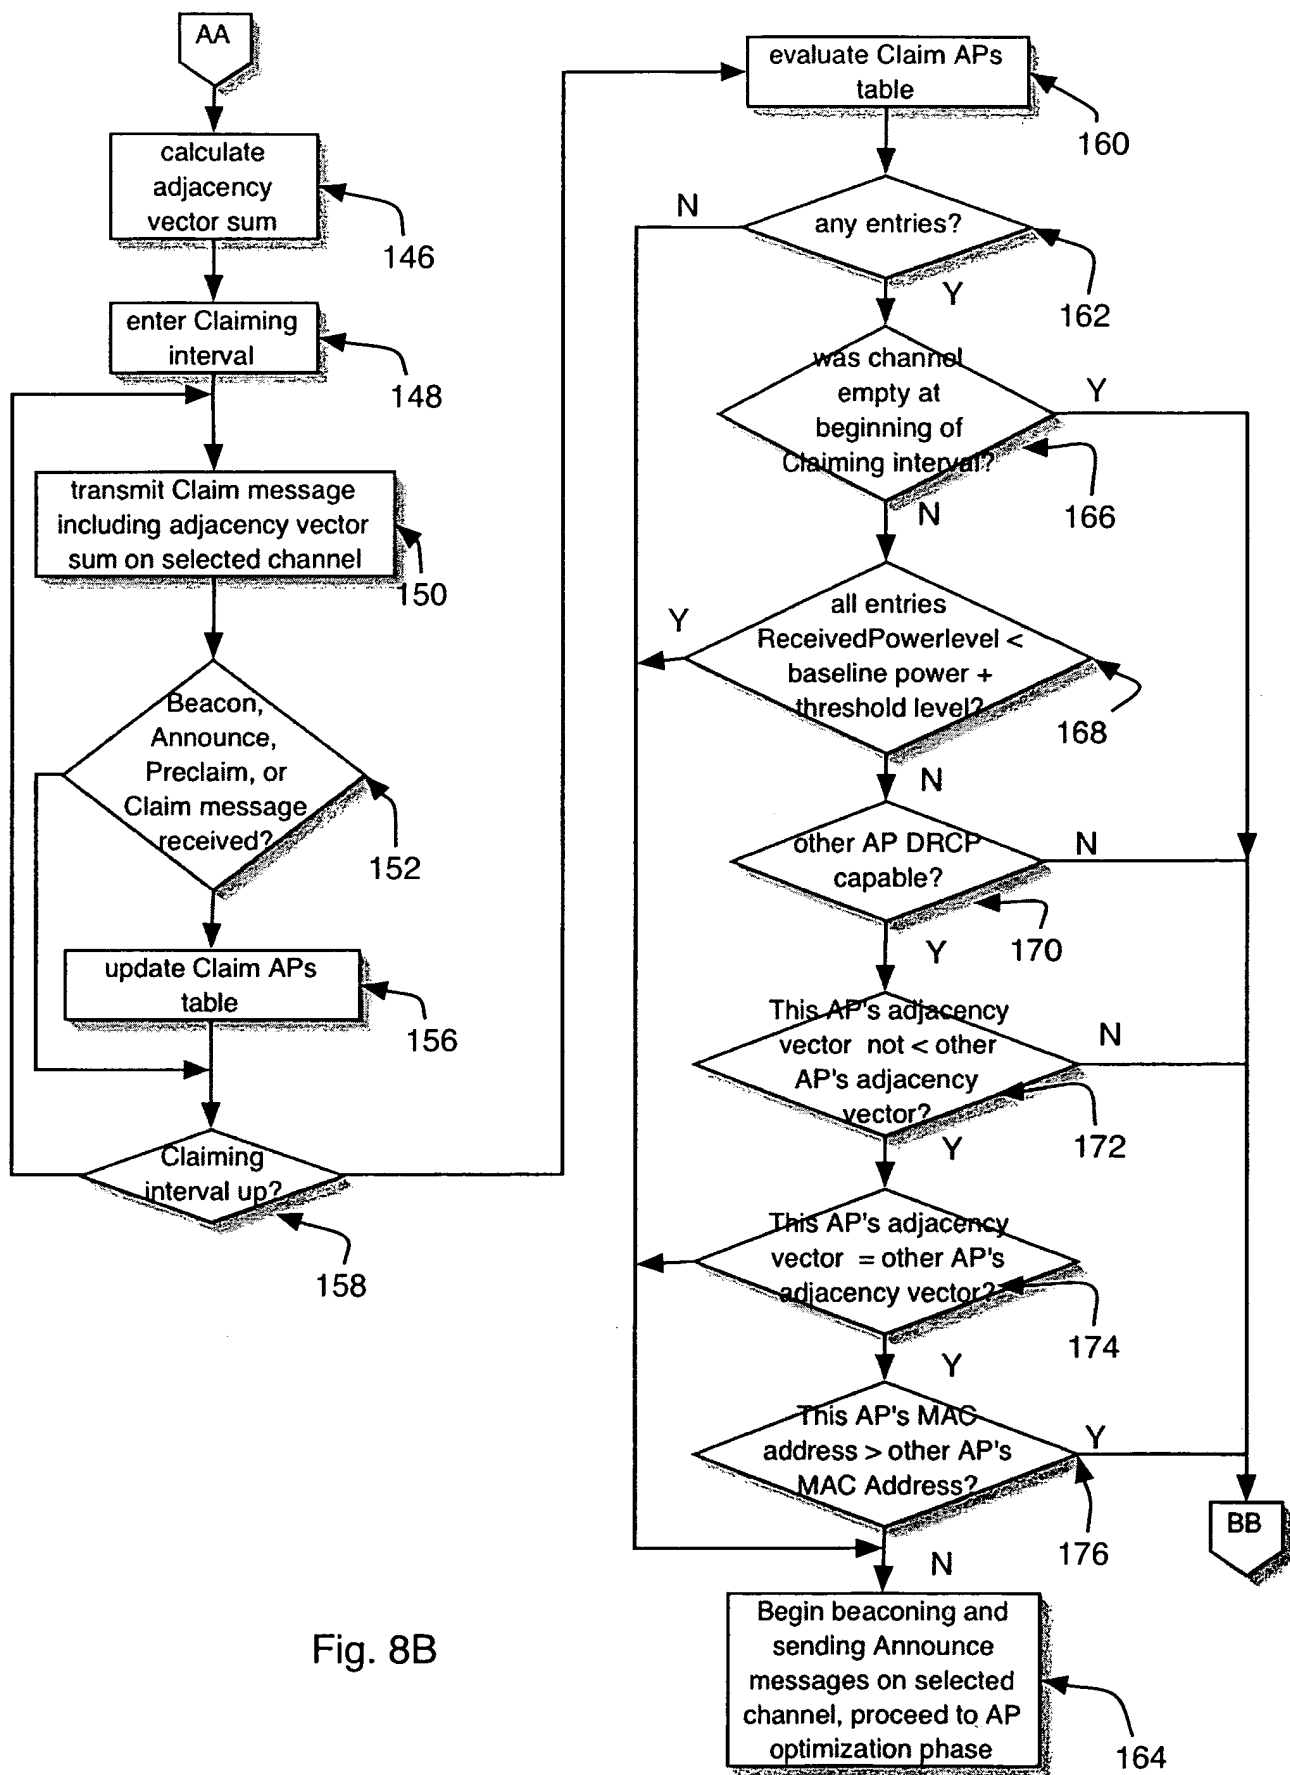 AA
calculate
adjacency
vector sum
146
enter Claiming
interval
148
transmit Claim message
including adjacency vector
sum on selected channel
150
Beacon,
Announce,
Preclaim, or
Claim message
received?
152
update Claim APs
table
156
Claiming
interval up?
158
evaluate Claim APs
table
160
N
any entries?
162
Y
was channel
empty at
beginning of
Claiming interval?
Y
166
N
all entries
ReceivedPowerlevel <
baseline power +
threshold level?
Y
168
N
other AP DRCP
capable?
N
170
Y
This AP's adjacency
vector not < other
AP's adjacency
vector?
N
172
Y
This AP's adjacency
vector = other AP's
adjacency vector?
174
Y
This AP's MAC
address > other AP's
MAC Address?
Y
176
BB
N
Begin beaconing and
sending Announce
messages on selected
channel, proceed to AP
optimization phase
164
Fig. 8B